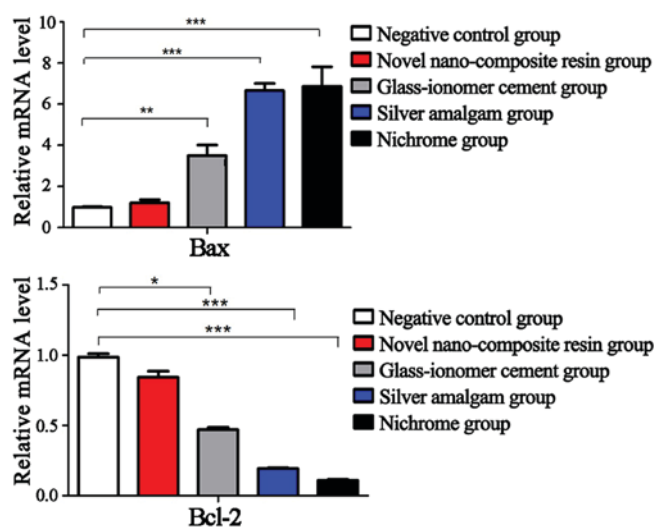 ***
***
**
Relative mRNA level
10
8
6
4
2
0
Bax
Negative control group
Novel nano-composite resin group
Glass-ionomer cement group
Silver amalgam group
Nichrome group
*
***
***
Relative mRNA level
1.5
1.0
0.5
0.0
Bcl-2
Negative control group
Novel nano-composite resin group
Glass-ionomer cement group
Silver amalgam group
Nichrome group